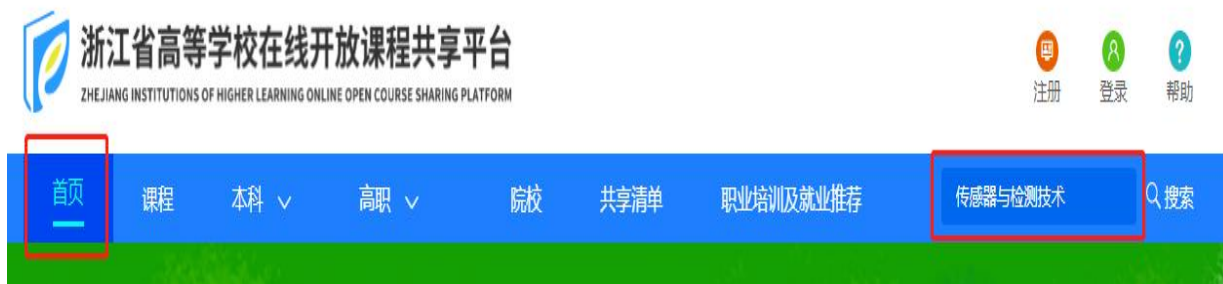 浙江省高等学校在线开放课程共享平台
ZHEJIANG INSTITUTIONS OF HIGHER LEARNING ONLINE OPEN COURSE SHARING PLATFORM
注册 登录 帮助
首页 课程 本科 高职 院校 共享清单 职业培训及就业推荐 传感器与检测技术 搜索